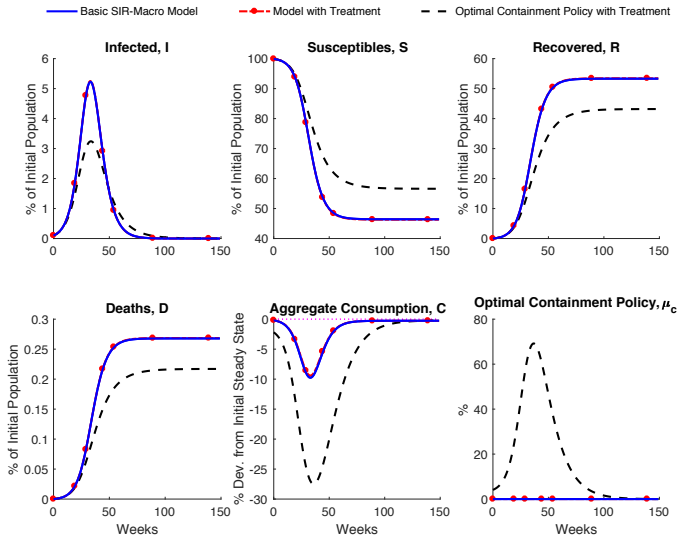 Basic SIR-Macro Model
Model with Treatment
Optimal Containment Policy with Treatment
Infected, I
% of Initial Population
6
5
4
3
2
1
0
0 50 100 150
Susceptibles, S
% of Initial Population
100
90
80
70
60
50
40
0 50 100 150
Recovered, R
% of Initial Population
60
50
40
30
20
10
0
0 50 100 150
Deaths, D
% of Initial Population
0.3
0.25
0.2
0.15
0.1
0.05
0
0 50 100 150
Weeks
Aggregate Consumption, C
% Dev. from Initial Steady State
0
-5
-10
-15
-20
-25
-30
0 50 100 150
Weeks
Optimal Containment Policy, μc
%
80
60
40
20
0
0 50 100 150
Weeks